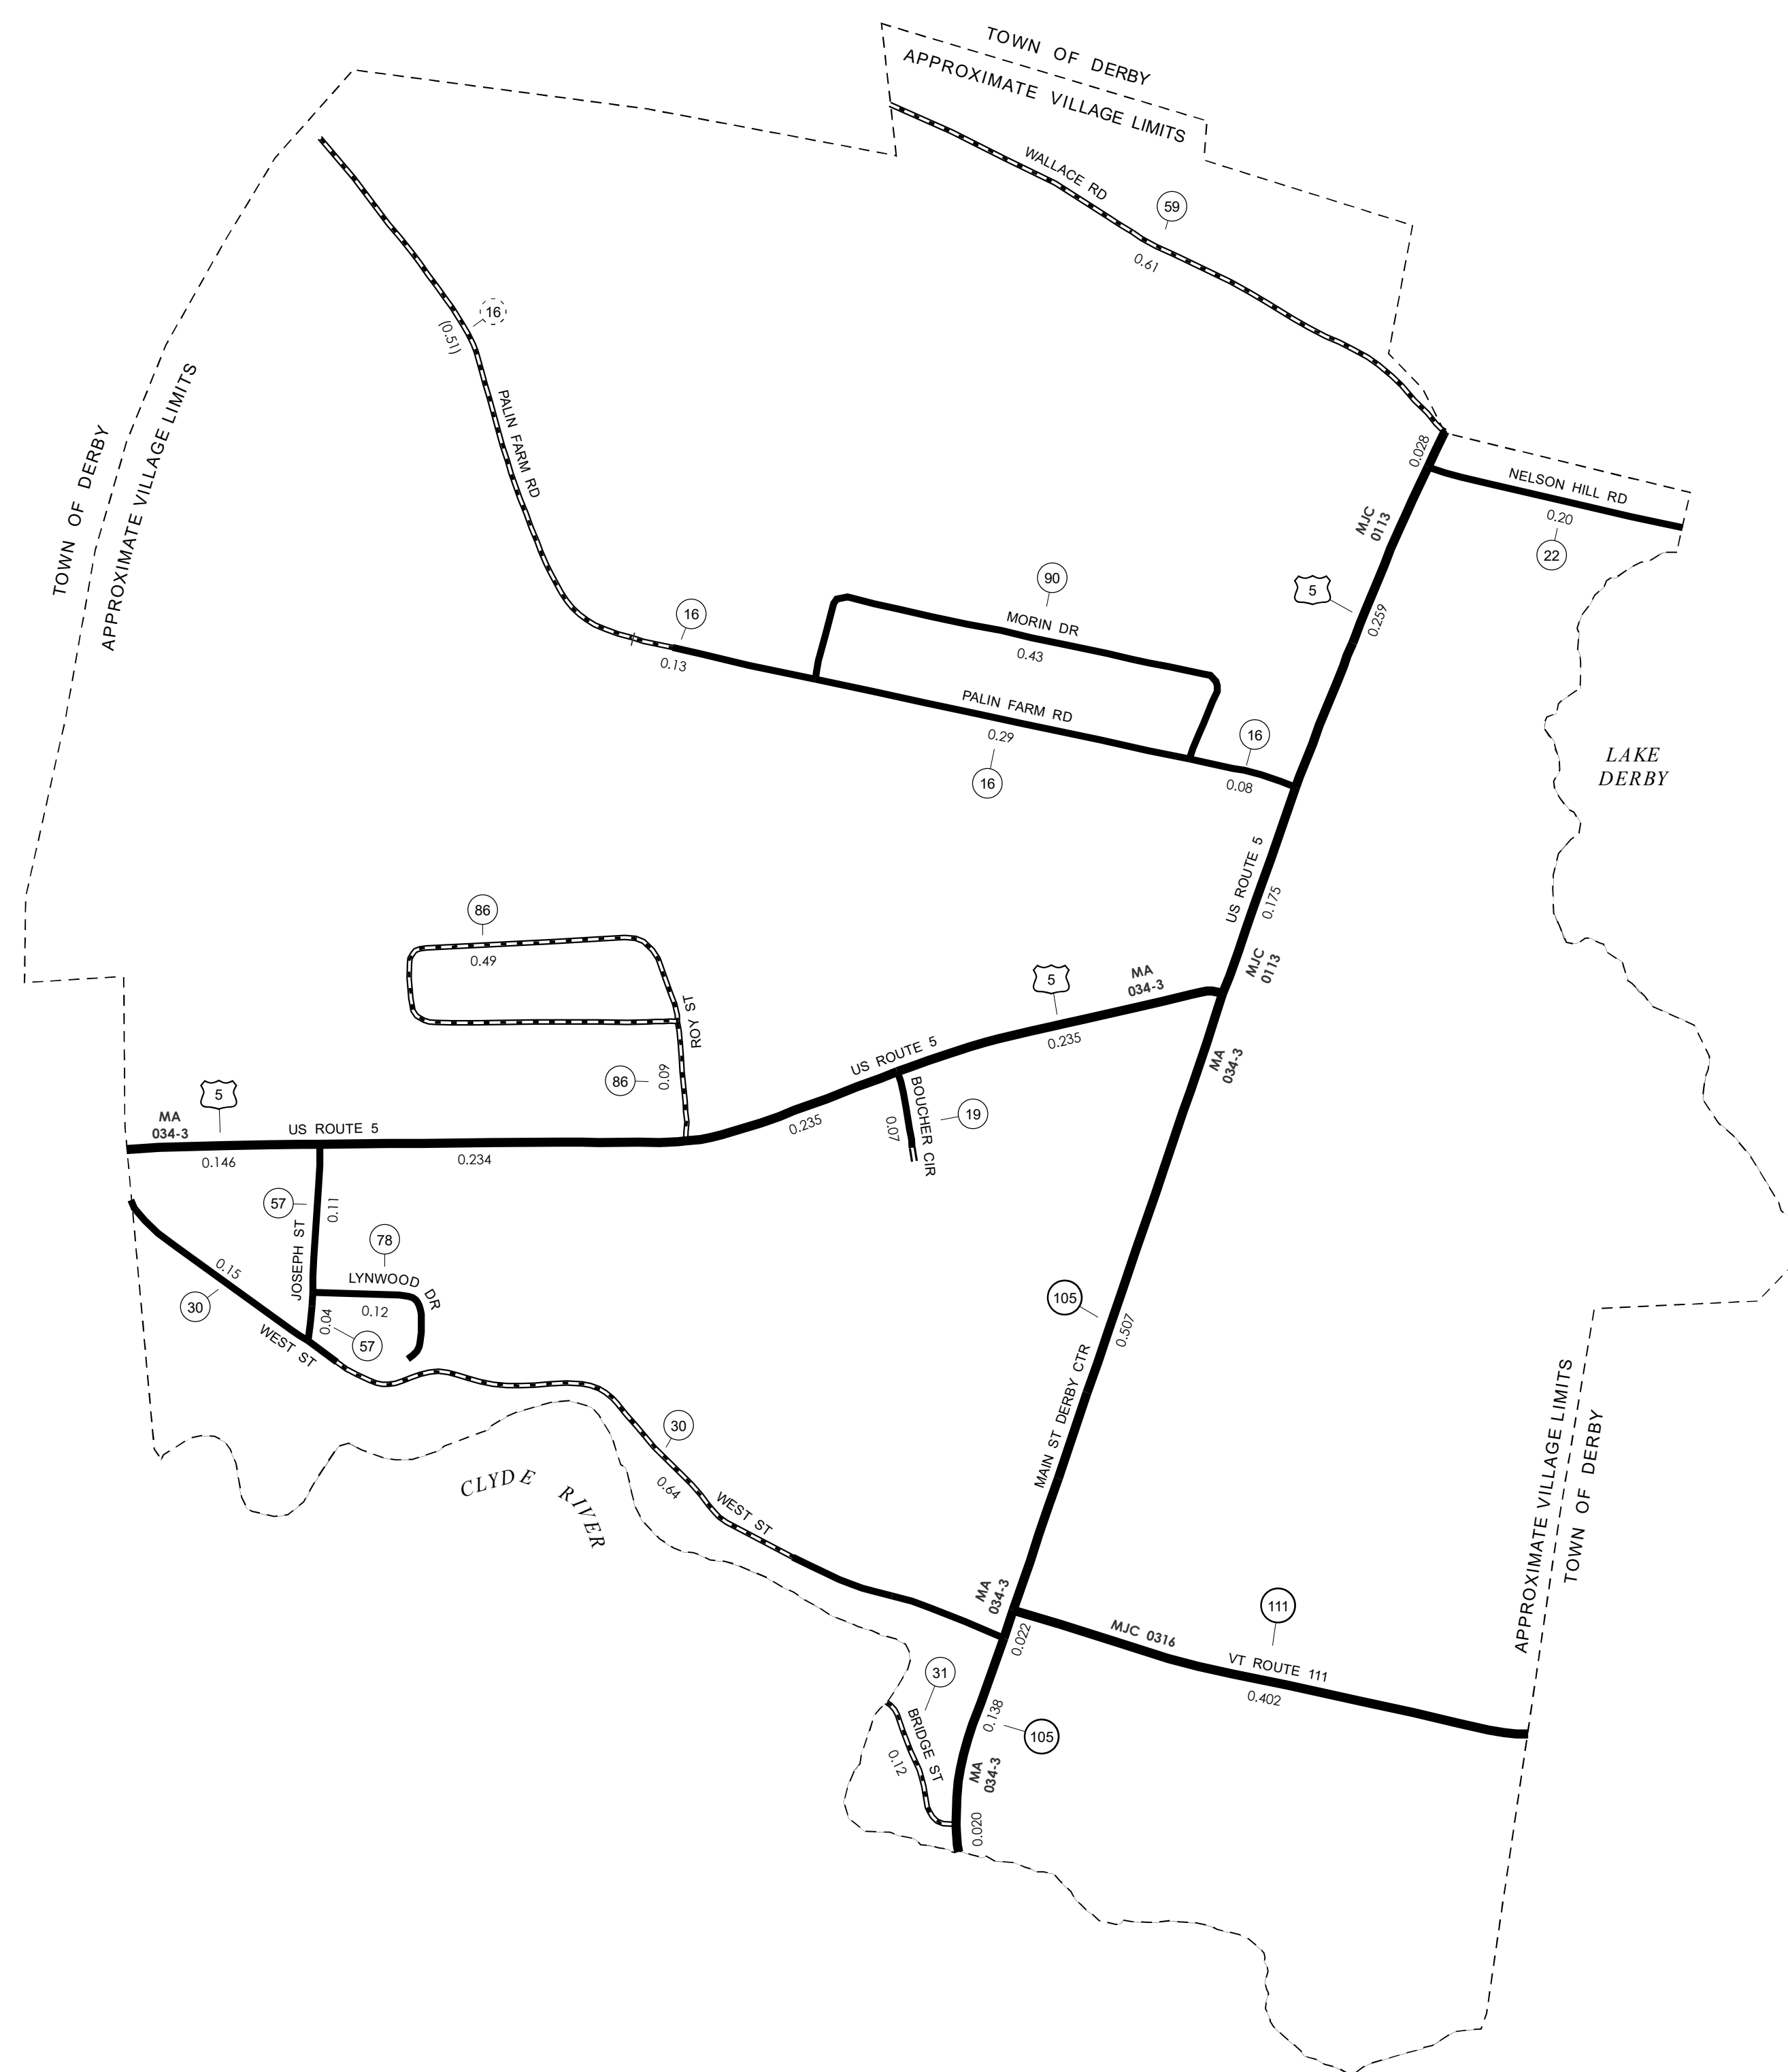 TOWN OF DERBY
APPROXIMATE VILLAGE LIMITS
WALLACE RD
59
0.61
16
(0.51)
PALIN FARM RD
TOWN OF DERBY
APPROXIMATE VILLAGE LIMITS
0.028
NELSON HILL RD
0.20
22
MJC
0113
5
0.259
90
MORIN DR
0.43
16
0.13
PALIN FARM RD
0.29
16
16
0.08
LAKE
DERBY
US ROUTE 5
0.175
MJC
0113
86
0.49
ROY ST
86
0.09
5
MA
034-3
US ROUTE 5
0.235
MA
034-3
0.235
BOUCHER CIR
19
0.07
5
MA
034-3
US ROUTE 5
0.146
0.234
57
0.11
JOSEPH ST
78
LYNWOOD DR
0.12
0.04
57
0.15
30
WEST ST
105
0.507
MAIN ST DERBY CTR
30
0.64
WEST ST
CLYDE RIVER
APPROXIMATE VILLAGE LIMITS
TOWN OF DERBY
MA
034-3
0.022
111
MJC 0316
VT ROUTE 111
0.402
31
BRIDGE ST
0.12
0.138
105
MA
034-3
0.020